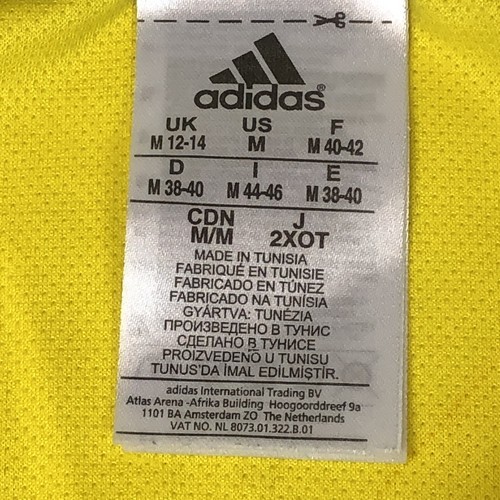 adidas®
UK US F
M 12-14 M M 40-42
D I E
M 38-40 M 44-46 M 38-40
CDN J
M/M 2XOT
MADE IN TUNISIA
FABRIQUÉ EN TUNISIE
FABRICADO EN TÚNEZ
FABRICADO NA TUNÍSIA
GYÁRTVA: TUNÉZIA
ПРОИЗВЕДЕНО В ТУНИС
СДЕЛАНО В ТУНИСЕ
PROIZVEDENO U TUNISU
TUNUS'DA İMAL EDİLMİŞTİR.
adidas International Trading BV
Atlas Arena -Afrika Building Hoogoorddreef 9a
1101 BA Amsterdam ZO The Netherlands
VAT NO. NL 8073.01.322.B.01